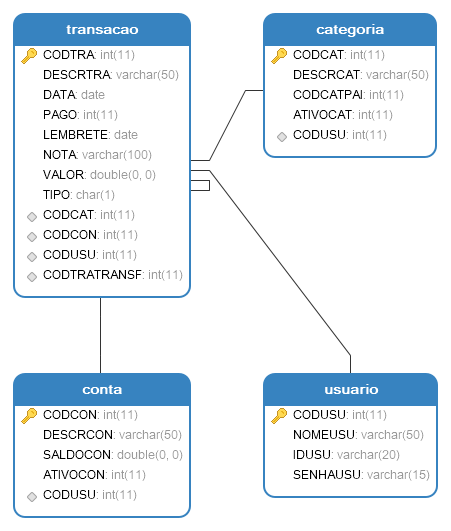 transacao
CODTRA: int(11)
DESCRTRA: varchar(50)
DATA: date
PAGO: int(11)
LEMBRETE: date
NOTA: varchar(100)
VALOR: double(0, 0)
TIPO: char(1)
CODCAT: int(11)
CODCON: int(11)
CODUSU: int(11)
CODTRATRANSF: int(11)
categoria
CODCAT: int(11)
DESCRCAT: varchar(50)
CODCATPAI: int(11)
ATIVOCAT: int(11)
CODUSU: int(11)
conta
CODCON: int(11)
DESCRCON: varchar(50)
SALDOCON: double(0, 0)
ATIVOCON: int(11)
CODUSU: int(11)
usuario
CODUSU: int(11)
NOMEUSU: varchar(50)
IDUSU: varchar(20)
SENHAUSU: varchar(15)